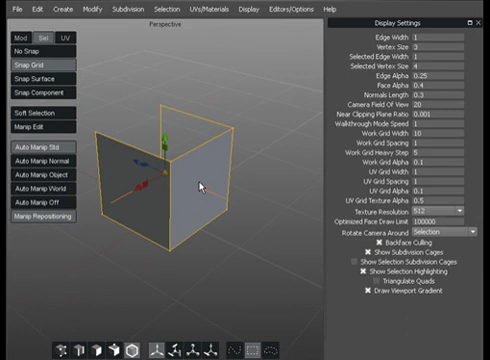 File Edit Create Modify Subdivision Selection UVs/Materials Display Editors/Options Help
Perspective
Display Settings
Mod Sel UV
No Snap
Snap Grid
Snap Surface
Snap Component
Soft Selection
Manip Edit
Auto Manip Std
Auto Manip Normal
Auto Manip Object
Auto Manip World
Auto Manip Off
Manip Repositioning
Edge Width 1
Vertex Size 3
Selected Edge Width 1
Selected Vertex Size 4
Edge Alpha 0.25
Face Alpha 0.4
Normals Length 0.3
Camera Field Of View 20
Near Clipping Plane Ratio 0.001
Walkthrough Mode Speed 1
Work Grid Width 10
Work Grid Spacing 1
Work Grid Heavy Step 5
Work Grid Alpha 0.1
UV Grid Width 1
UV Grid Spacing 1
UV Grid Alpha 0.1
UV Grid Texture Alpha 0.5
Texture Resolution 512
Optimized Face Draw Limit 100000
Rotate Camera Around Selection
Backface Culling
Show Subdivision Cages
Show Selection Subdivision Cages
Show Selection Highlighting
Triangulate Quads
Draw Viewport Gradient